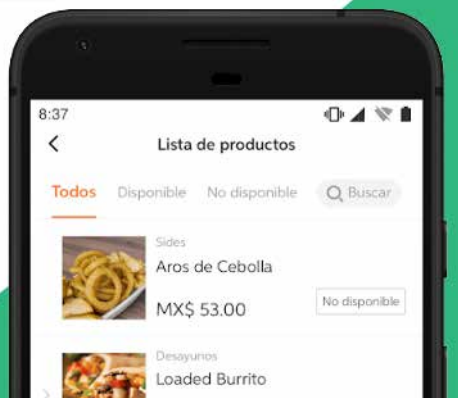 8:37
Lista de productos
Todos Disponible No disponible Buscar
Sides
Aros de Cebolla
MX$ 53.00
No disponible
Desayunos
Loaded Burrito